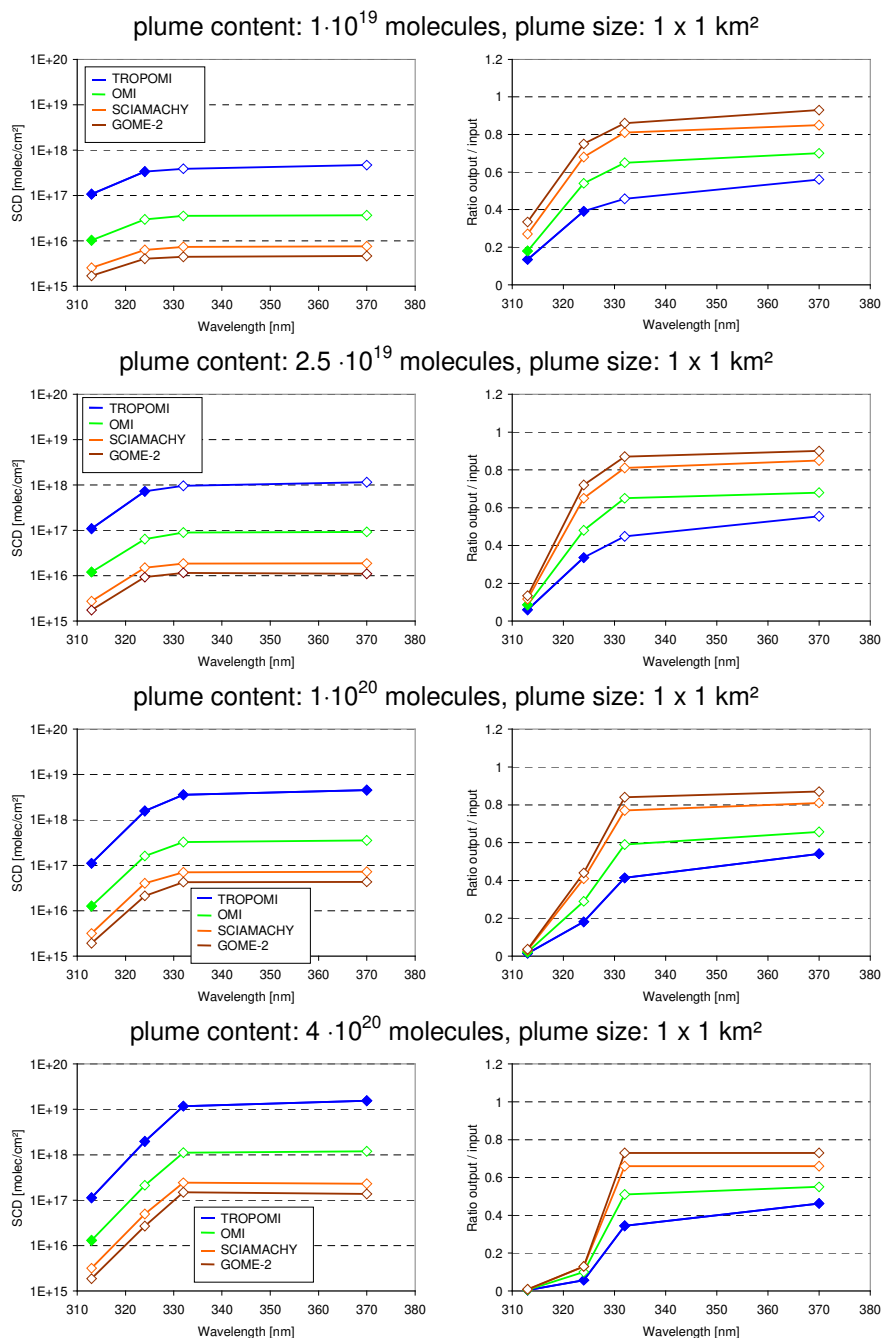 plume content: 1·10¹⁹ molecules, plume size: 1 x 1 km²
1E+20
1E+19
1E+18
1E+17
1E+16
1E+15
SCD [molec/cm²]
TROPOMI
OMI
SCIAMACHY
GOME-2
310 320 330 340 350 360 370 380
Wavelength [nm]
1.2
1
0.8
0.6
0.4
0.2
0
Ratio output / input
310 320 330 340 350 360 370 380
Wavelength [nm]
plume content: 2.5 ·10¹⁹ molecules, plume size: 1 x 1 km²
1E+20
1E+19
1E+18
1E+17
1E+16
1E+15
SCD [molec/cm²]
TROPOMI
OMI
SCIAMACHY
GOME-2
310 320 330 340 350 360 370 380
Wavelength [nm]
1.2
1
0.8
0.6
0.4
0.2
0
Ratio output / input
310 320 330 340 350 360 370 380
Wavelength [nm]
plume content: 1·10²⁰ molecules, plume size: 1 x 1 km²
1E+20
1E+19
1E+18
1E+17
1E+16
1E+15
SCD [molec/cm²]
TROPOMI
OMI
SCIAMACHY
GOME-2
310 320 330 340 350 360 370 380
Wavelength [nm]
1.2
1
0.8
0.6
0.4
0.2
0
Ratio output / input
310 320 330 340 350 360 370 380
Wavelength [nm]
plume content: 4 ·10²⁰ molecules, plume size: 1 x 1 km²
1E+20
1E+19
1E+18
1E+17
1E+16
1E+15
SCD [molec/cm²]
TROPOMI
OMI
SCIAMACHY
GOME-2
310 320 330 340 350 360 370 380
Wavelength [nm]
1.2
1
0.8
0.6
0.4
0.2
0
Ratio output / input
310 320 330 340 350 360 370 380
Wavelength [nm]